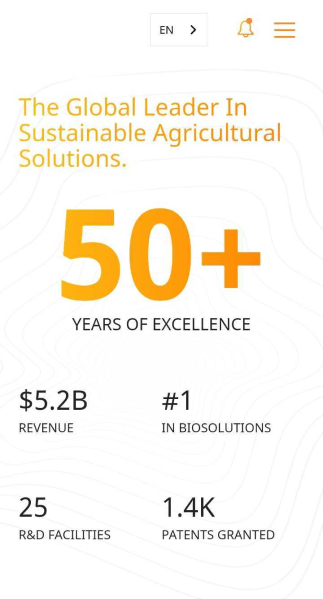 EN
The Global Leader In
Sustainable Agricultural
Solutions.
50+
YEARS OF EXCELLENCE
$5.2B
REVENUE
#1
IN BIOSOLUTIONS
25
R&D FACILITIES
1.4K
PATENTS GRANTED